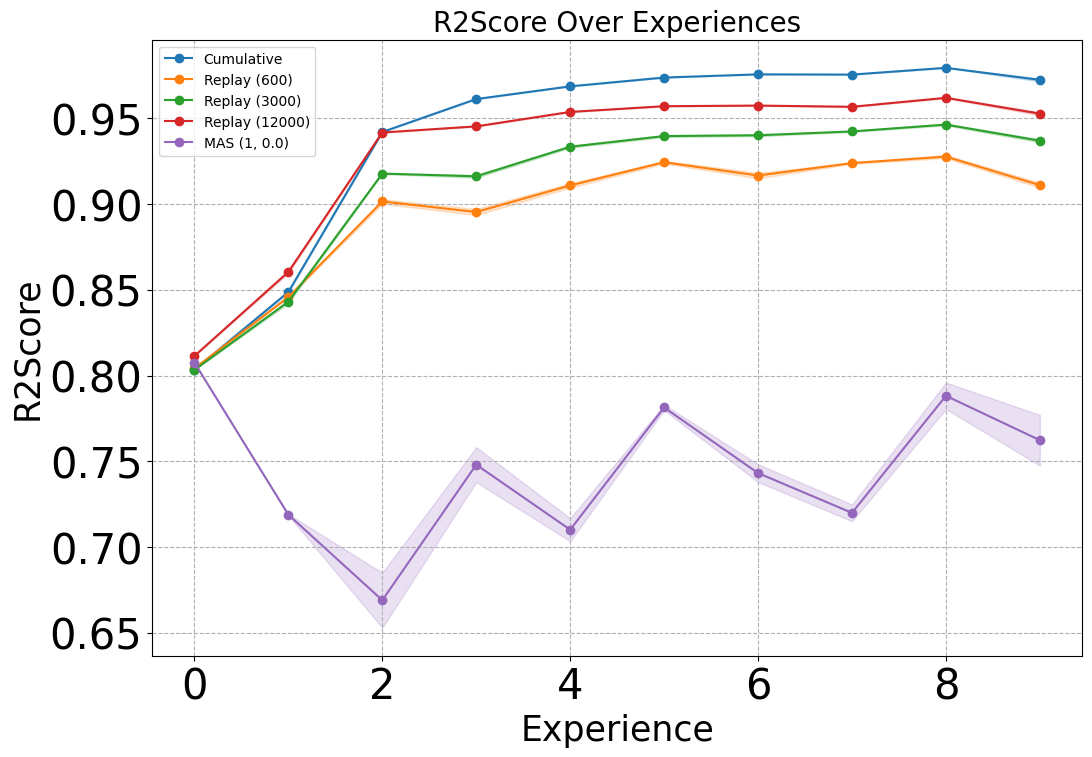 R2Score Over Experiences
Cumulative
Replay (600)
Replay (3000)
Replay (12000)
MAS (1, 0.0)
0.95
0.90
0.85
0.80
0.75
0.70
0.65
R2Score
0 2 4 6 8
Experience